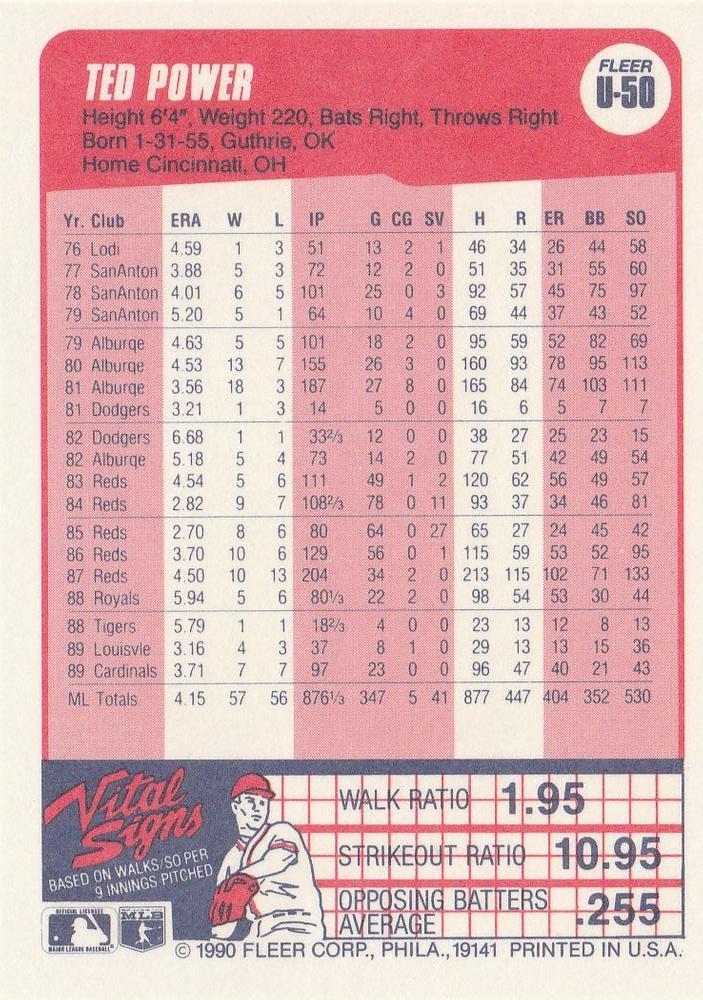 TED POWER
FLEER
U-50
Height 6'4", Weight 220, Bats Right, Throws Right
Born 1-31-55, Guthrie, OK
Home Cincinnati, OH
Yr. Club ERA W L IP G CG SV H R ER BB SO
76 Lodi 4.59 1 3 51 13 2 1 46 34 26 44 58
77 SanAnton 3.88 5 3 72 12 2 0 51 35 31 55 60
78 SanAnton 4.01 6 5 101 25 0 3 92 57 45 75 97
79 SanAnton 5.20 5 1 64 10 4 0 69 44 37 43 52
79 Alburqe 4.63 5 5 101 18 2 0 95 59 52 82 69
80 Alburqe 4.53 13 7 155 26 3 0 160 93 78 95 113
81 Alburqe 3.56 18 3 187 27 8 0 165 84 74 103 111
81 Dodgers 3.21 1 3 14 5 0 0 16 6 5 7 7
82 Dodgers 6.68 1 1 33⅔ 12 0 0 38 27 25 23 15
82 Alburqe 5.18 5 4 73 14 2 0 77 51 42 49 54
83 Reds 4.54 5 6 111 49 1 2 120 62 56 49 57
84 Reds 2.82 9 7 108⅔ 78 0 11 93 37 34 46 81
85 Reds 2.70 8 6 80 64 0 27 65 27 24 45 42
86 Reds 3.70 10 6 129 56 0 1 115 59 53 52 95
87 Reds 4.50 10 13 204 34 2 0 213 115 102 71 133
88 Royals 5.94 5 6 80⅓ 22 2 0 98 54 53 30 44
88 Tigers 5.79 1 1 18⅔ 4 0 0 23 13 12 8 13
89 Louisvle 3.16 4 3 37 8 1 0 29 13 13 15 36
89 Cardinals 3.71 7 7 97 23 0 0 96 47 40 21 43
ML Totals 4.15 57 56 876⅓ 347 5 41 877 447 404 352 530
Vital
Signs
BASED ON WALKS/SO PER
9 INNINGS PITCHED
WALK RATIO 1.95
STRIKEOUT RATIO 10.95
OPPOSING BATTERS
AVERAGE .255
OFFICIAL LICENSEE
MAJOR LEAGUE BASEBALL
MLB
© 1990 FLEER CORP., PHILA., 19141 PRINTED IN U.S.A.